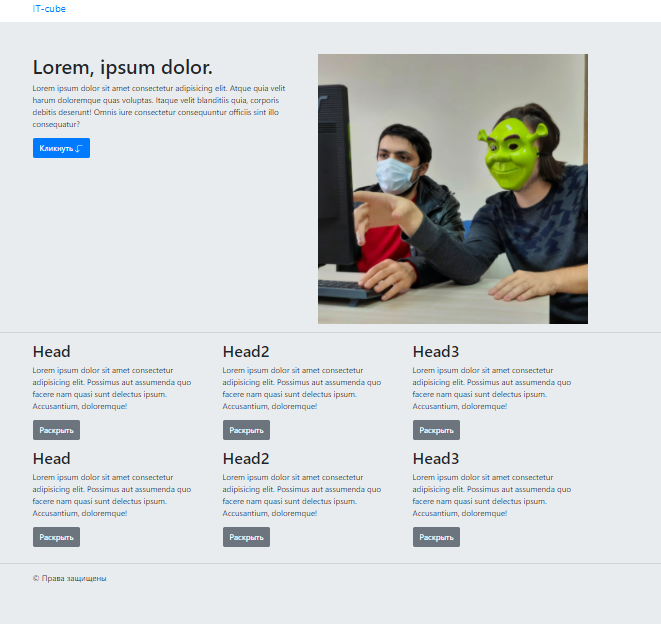 IT-cube
Lorem, ipsum dolor.
Lorem ipsum dolor sit amet consectetur adipisicing elit. Atque quia velit
harum doloremque quas voluptas. Itaque velit blanditiis quia, corporis
debitis deserunt! Omnis iure consectetur consequuntur officiis sint illo
consequatur?
Кликнуть
Head
Lorem ipsum dolor sit amet consectetur
adipisicing elit. Possimus aut assumenda quo
facere nam quasi sunt delectus ipsum.
Accusantium, doloremque!
Раскрыть
Head2
Lorem ipsum dolor sit amet consectetur
adipisicing elit. Possimus aut assumenda quo
facere nam quasi sunt delectus ipsum.
Accusantium, doloremque!
Раскрыть
Head3
Lorem ipsum dolor sit amet consectetur
adipisicing elit. Possimus aut assumenda quo
facere nam quasi sunt delectus ipsum.
Accusantium, doloremque!
Раскрыть
Head
Lorem ipsum dolor sit amet consectetur
adipisicing elit. Possimus aut assumenda quo
facere nam quasi sunt delectus ipsum.
Accusantium, doloremque!
Раскрыть
Head2
Lorem ipsum dolor sit amet consectetur
adipisicing elit. Possimus aut assumenda quo
facere nam quasi sunt delectus ipsum.
Accusantium, doloremque!
Раскрыть
Head3
Lorem ipsum dolor sit amet consectetur
adipisicing elit. Possimus aut assumenda quo
facere nam quasi sunt delectus ipsum.
Accusantium, doloremque!
Раскрыть
© Права защищены